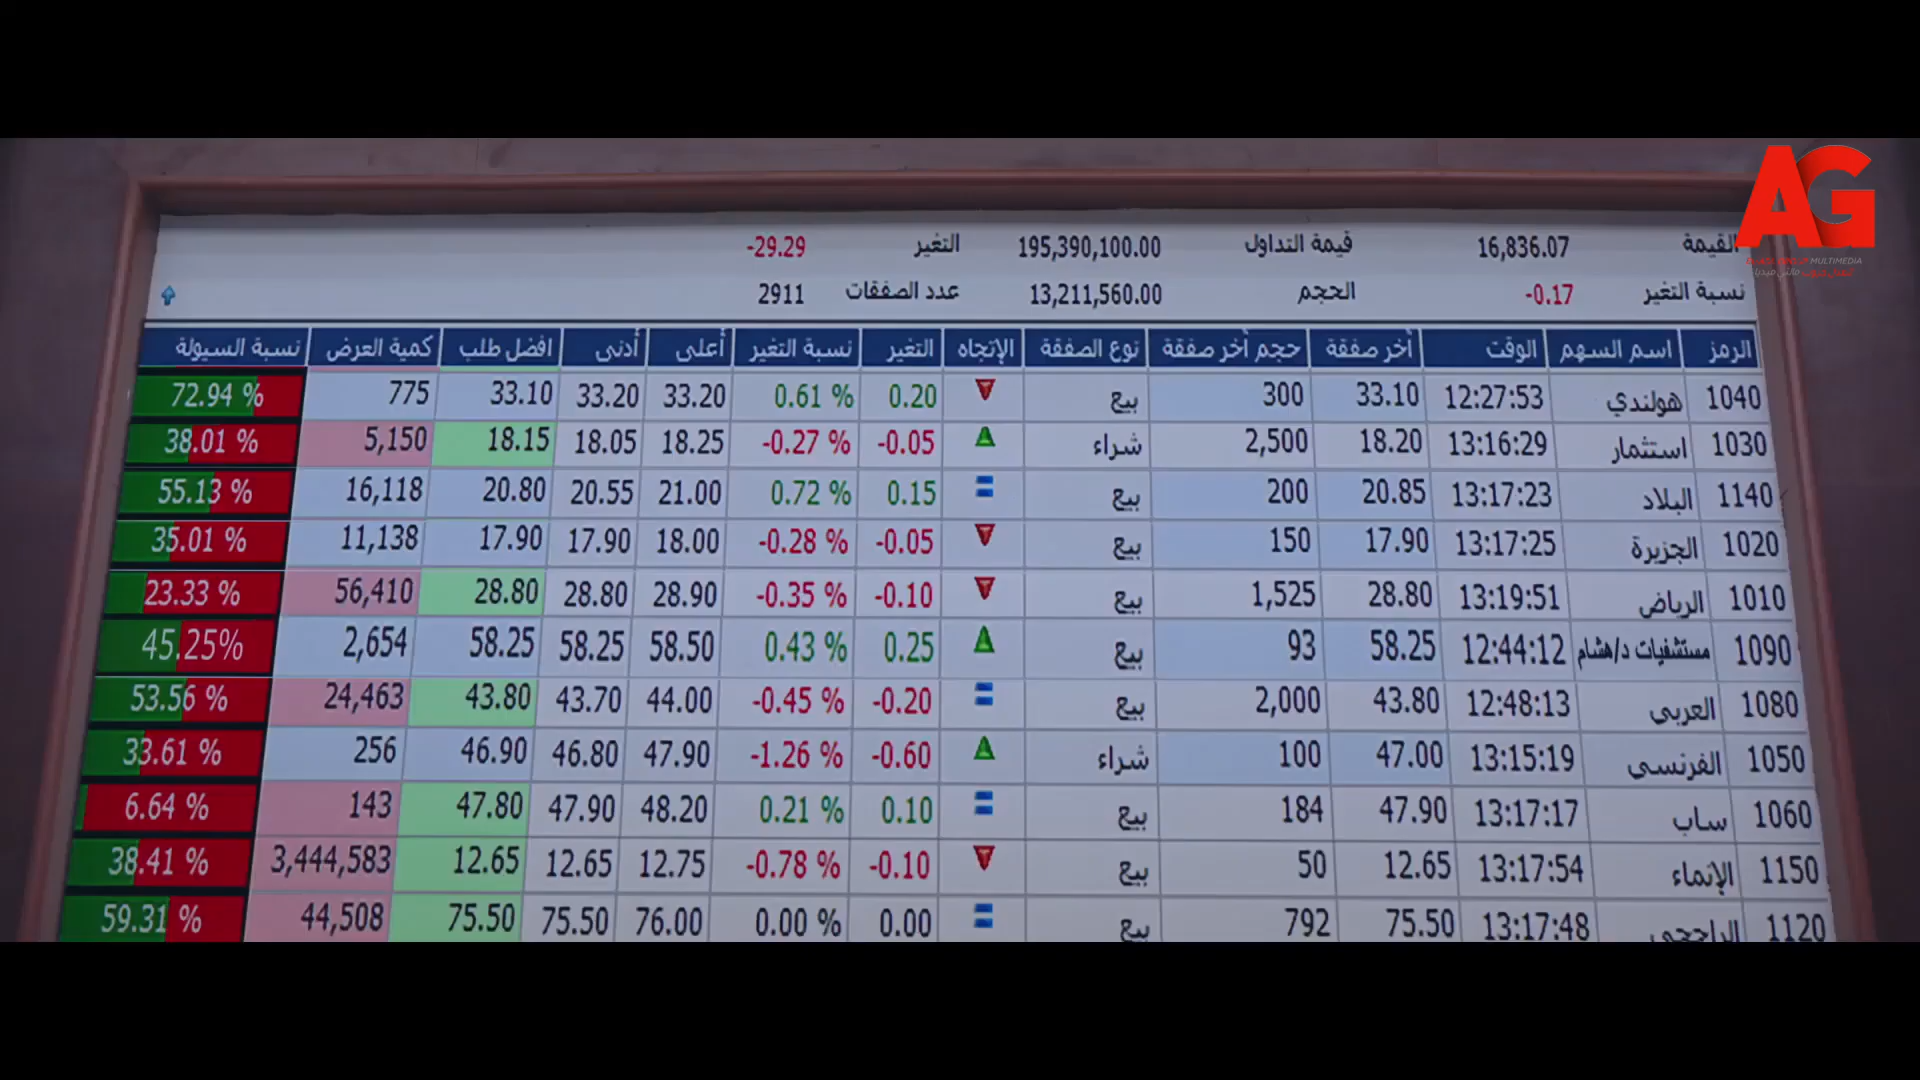 AG
MULTIMEDIA
القيمة 16,836.07 قيمة التداول 195,390,100.00 التغير -29.29
نسبة التغير -0.17 الحجم 13,211,560.00 عدد الصفقات 2911
الرمز اسم السهم الوقت أخر صفقة حجم أخر صفقة نوع الصفقة الإتجاه التغير نسبة التغير أعلى أدنى افضل طلب كمية العرض نسبة السيولة
1040 هولندي 12:27:53 33.10 300 بيع 0.20 0.61 % 33.20 33.20 33.10 775 72.94 %
1030 استثمار 13:16:29 18.20 2,500 شراء -0.05 -0.27 % 18.25 18.05 18.15 5,150 38.01 %
1140 البلاد 13:17:23 20.85 200 بيع 0.15 0.72 % 21.00 20.55 20.80 16,118 55.13 %
1020 الجزيرة 13:17:25 17.90 150 بيع -0.05 -0.28 % 18.00 17.90 17.90 11,138 35.01 %
1010 الرياض 13:19:51 28.80 1,525 بيع -0.10 -0.35 % 28.90 28.80 28.80 56,410 23.33 %
1090 مستشفيات د/هشام 12:44:12 58.25 93 بيع 0.25 0.43 % 58.50 58.25 58.25 2,654 45.25%
1080 العربي 12:48:13 43.80 2,000 بيع -0.20 -0.45 % 44.00 43.70 43.80 24,463 53.56 %
1050 الفرنسي 13:15:19 47.00 100 شراء -0.60 -1.26 % 47.90 46.80 46.90 256 33.61 %
1060 ساب 13:17:17 47.90 184 بيع 0.10 0.21 % 48.20 47.90 47.80 143 6.64 %
1150 الإنماء 13:17:54 12.65 50 بيع -0.10 -0.78 % 12.75 12.65 12.65 3,444,583 38.41 %
1120 الراجحي 13:17:48 75.50 792 بيع 0.00 0.00 % 76.00 75.50 75.50 44,508 59.31 %